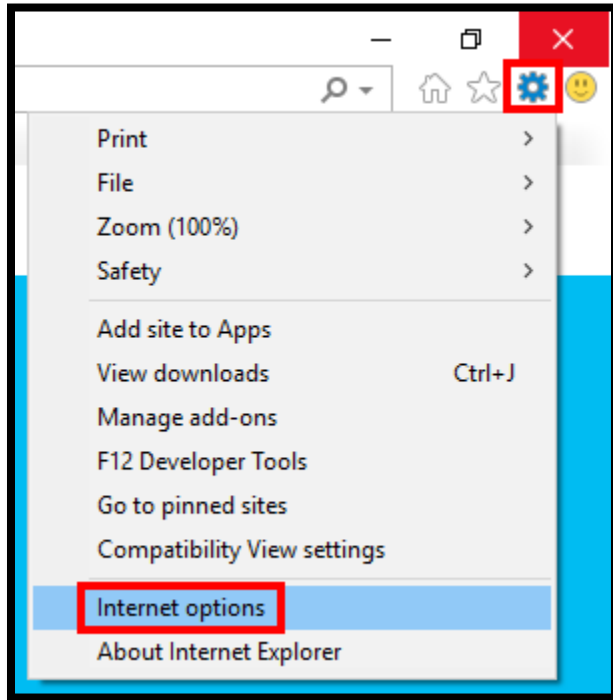 Print
File
Zoom (100%)
Safety
Add site to Apps
View downloads Ctrl+J
Manage add-ons
F12 Developer Tools
Go to pinned sites
Compatibility View settings
Internet options
About Internet Explorer